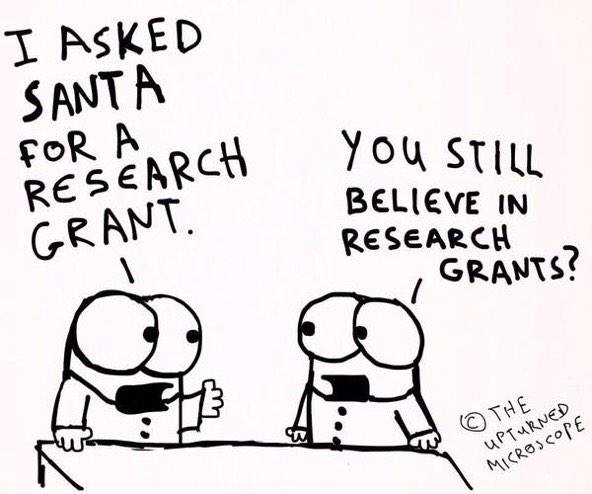 I ASKED
SANTA
FOR A
RESEARCH
GRANT.
YOU STILL
BELIEVE IN
RESEARCH
GRANTS?
© THE
UPTURNED
MICROSCOPE